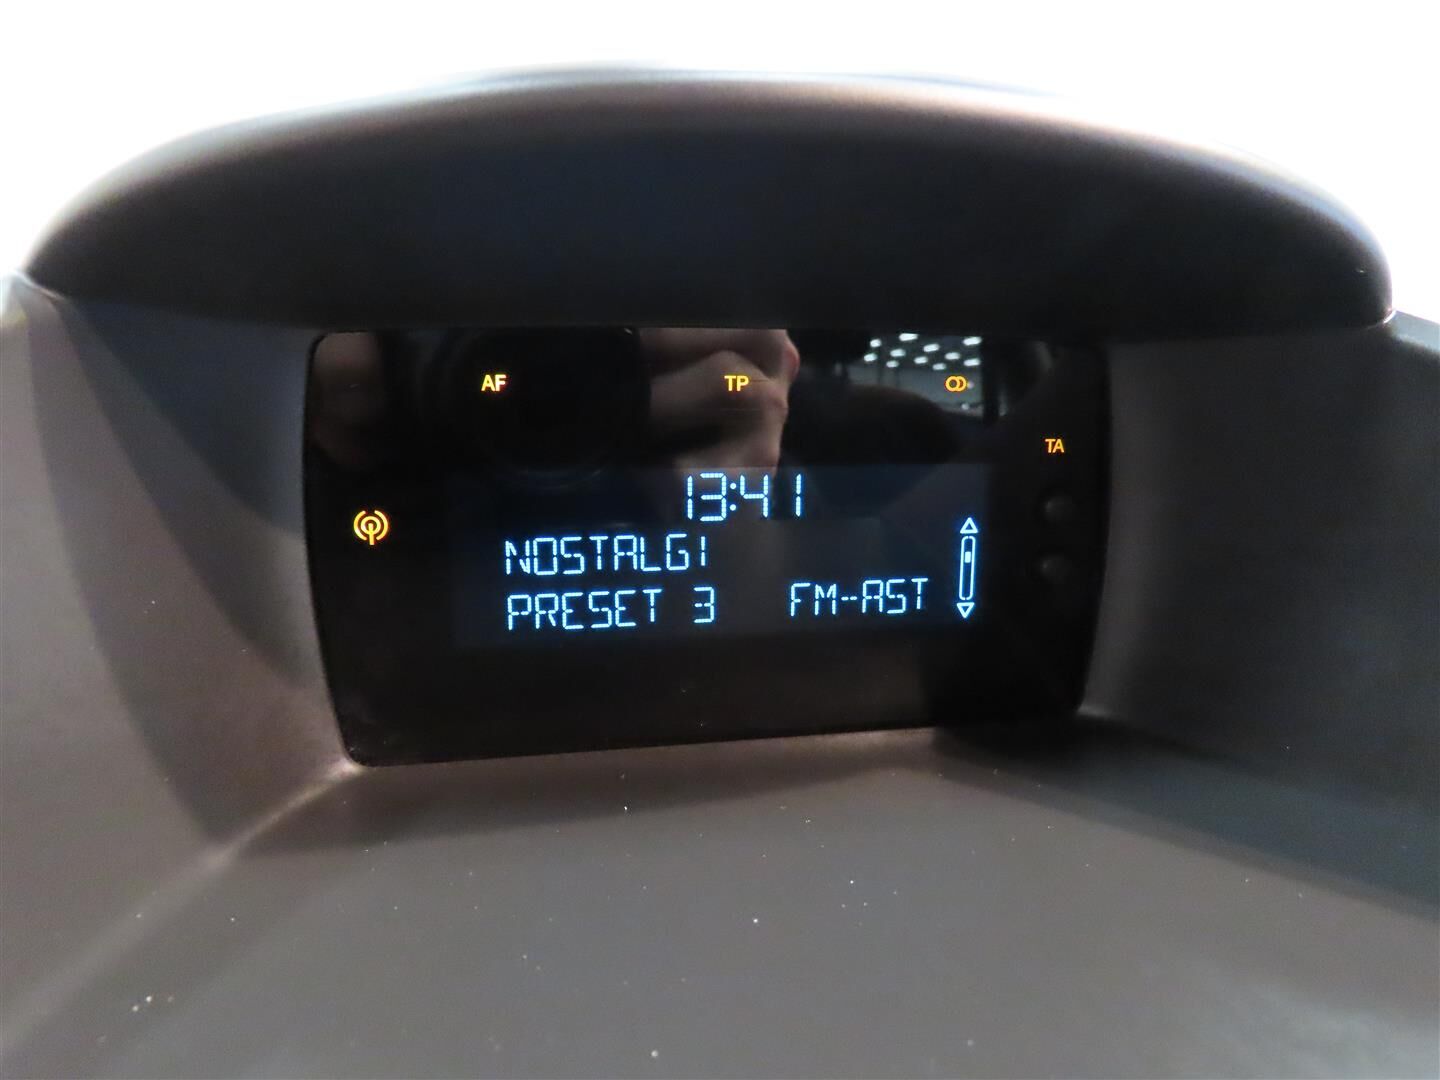 AF TP
TA
13:41
NOSTALGI
PRESET 3 FM-AST